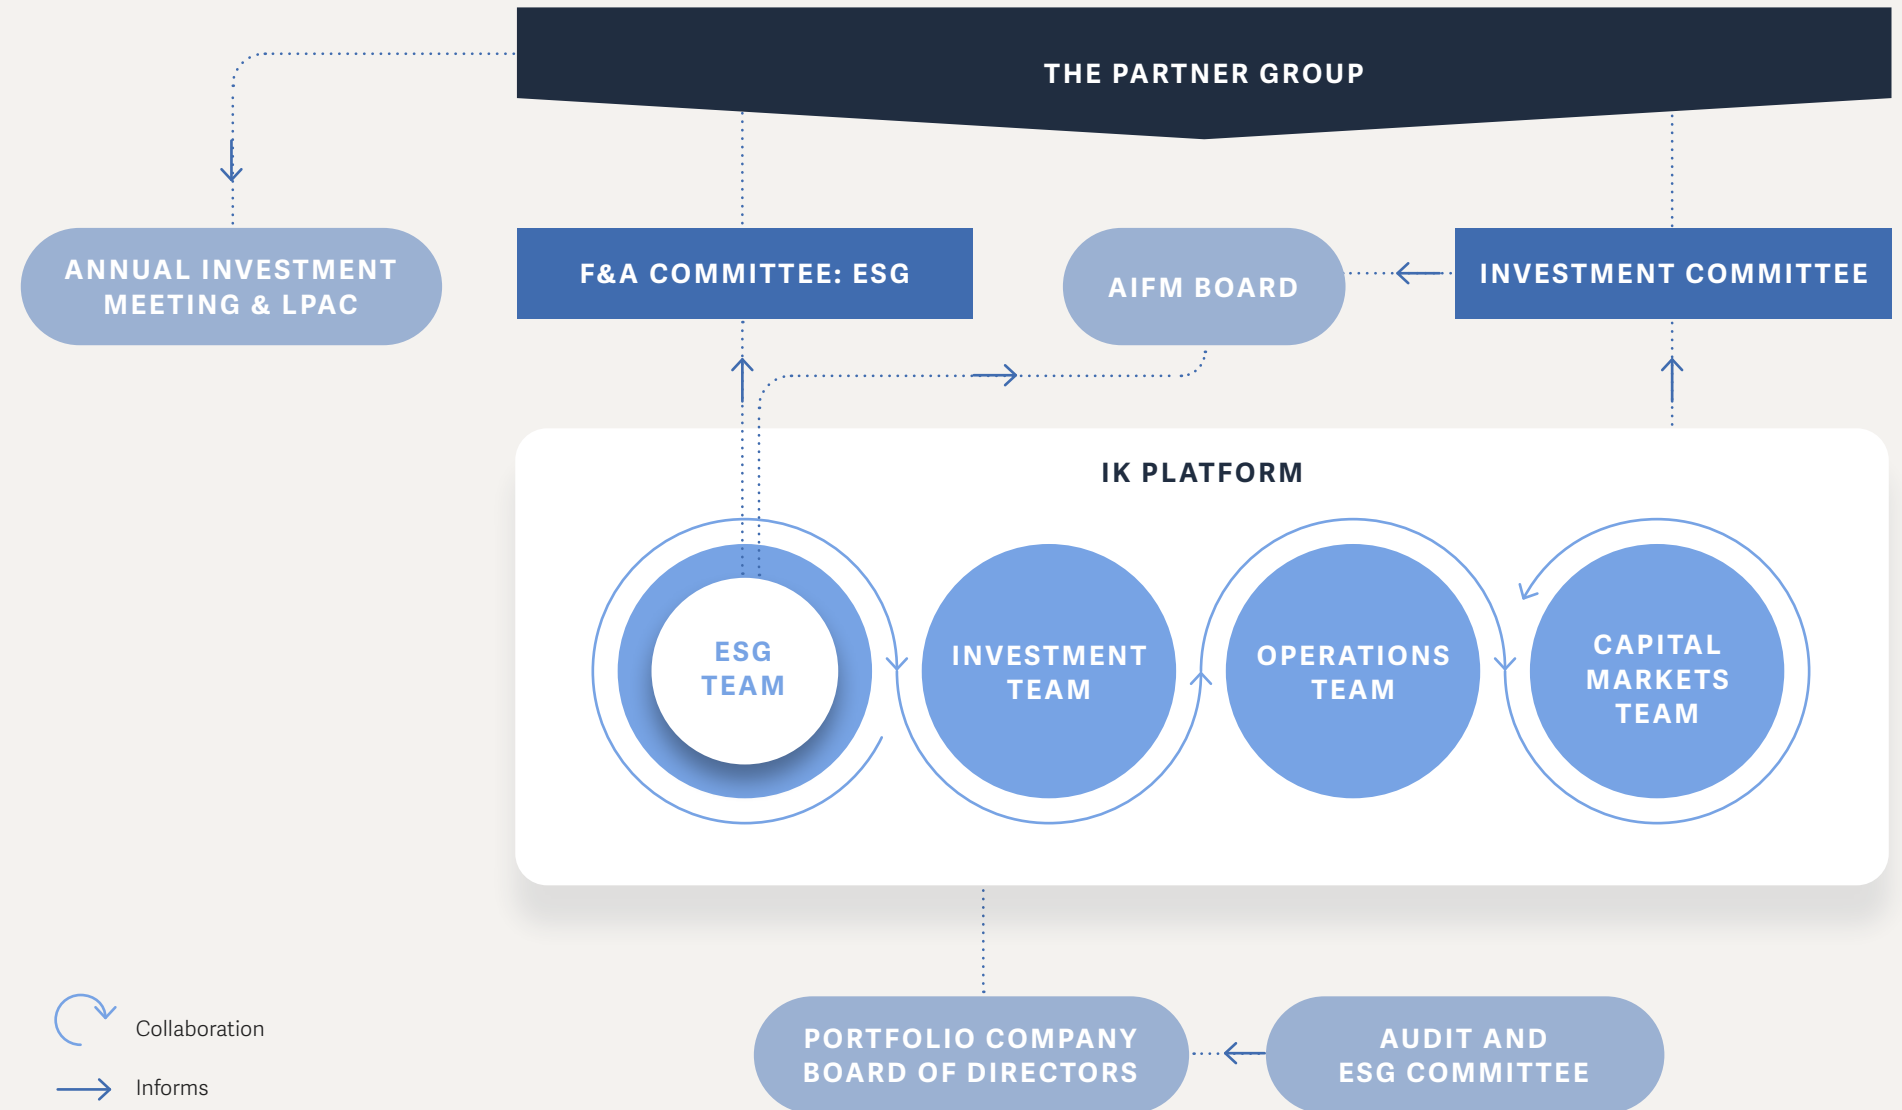 THE PARTNER GROUP
ANNUAL INVESTMENT
MEETING & LPAC
F&A COMMITTEE: ESG
AIFM BOARD
INVESTMENT COMMITTEE
IK PLATFORM
ESG
TEAM
INVESTMENT
TEAM
OPERATIONS
TEAM
CAPITAL
MARKETS
TEAM
Collaboration
Informs
PORTFOLIO COMPANY
BOARD OF DIRECTORS
AUDIT AND
ESG COMMITTEE